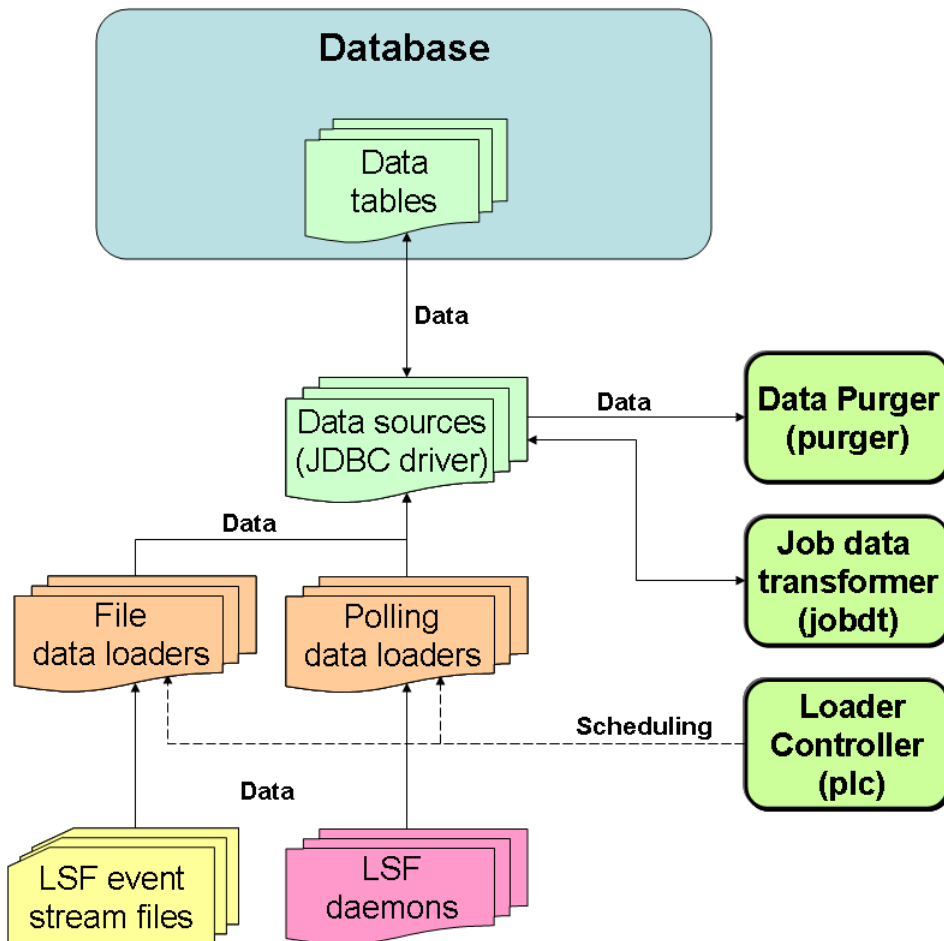 Database
Data
tables
Data
Data sources
(JDBC driver)
Data
Data Purger
(purger)
Data
Job data
transformer
(jobdt)
File
data loaders
Polling
data loaders
Scheduling
Loader
Controller
(plc)
Data
LSF event
stream files
LSF
daemons